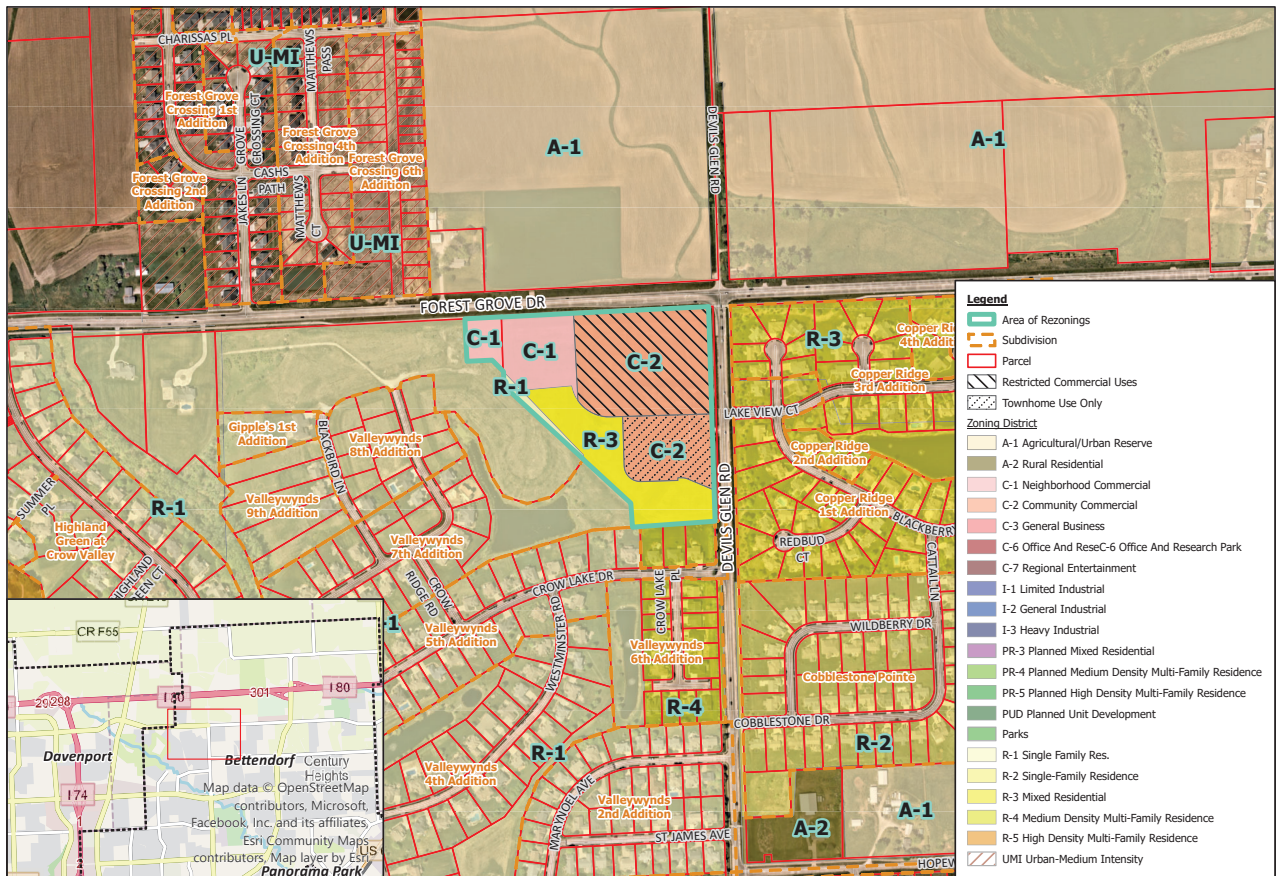 CHARISSAS PL
U-MI
MATTHEWS
PASS
Forest Grove
Crossing 1st
Addition
GROVE
CROSSING CT
JAKES LN
Forest Grove
Crossing 4th
Addition
Forest Grove
Crossing 6th
Addition
CASHS
PATH
Forest Grove
Crossing 2nd
Addition
MATTHEWS
CT
U-MI
A-1
DEVILS GLEN RD
A-1
FOREST GROVE DR
C-1
C-1
C-2
R-1
R-3
C-2
R-3
Copper Ri
4th Addit
Copper Ridge
3rd Addition
LAKE VIEW CT
Copper Ridge
2nd Addition
Copper Ridge
1st Addition
BLACKBERRY
REDBUD
CT
CATTAIL LN
DEVILS GLEN RD
Gipple's 1st
Addition
BLACKBIRD LN
Valleywynds
8th Addition
Valleywynds
9th Addition
Valleywynds
7th Addition
SUMMER
PL
R-1
Highland
Green at
Crow Valley
HIGHLAND
GREEN CT
CROW
RIDGE RD
CROW LAKE DR
CROW LAKE
PL
Valleywynds
5th Addition
WESTMINSTER RD
Valleywynds
6th Addition
R-4
WILDBERRY DR
Cobblestone Pointe
COBBLESTONE DR
R-2
-1
R-1
Valleywynds
4th Addition
MARYNOEL AVE
Valleywynds
2nd Addition
ST JAMES AVE
A-2
A-1
HOPEW
Legend
Area of Rezonings
Subdivision
Parcel
Restricted Commercial Uses
Townhome Use Only
Zoning District
A-1 Agricultural/Urban Reserve
A-2 Rural Residential
C-1 Neighborhood Commercial
C-2 Community Commercial
C-3 General Business
C-6 Office And ReseC-6 Office And Research Park
C-7 Regional Entertainment
I-1 Limited Industrial
I-2 General Industrial
I-3 Heavy Industrial
PR-3 Planned Mixed Residential
PR-4 Planned Medium Density Multi-Family Residence
PR-5 Planned High Density Multi-Family Residence
PUD Planned Unit Development
Parks
R-1 Single Family Res.
R-2 Single-Family Residence
R-3 Mixed Residential
R-4 Medium Density Multi-Family Residence
R-5 High Density Multi-Family Residence
UMI Urban-Medium Intensity
CR F55
I 80
301
I 80
Davenport
Bettendorf
Century
Heights
I 74
Map data © OpenStreetMap
contributors, Microsoft,
Facebook, Inc. and its affiliates,
Esri Community Maps
contributors, Map layer by Esri
US
Panorama Park